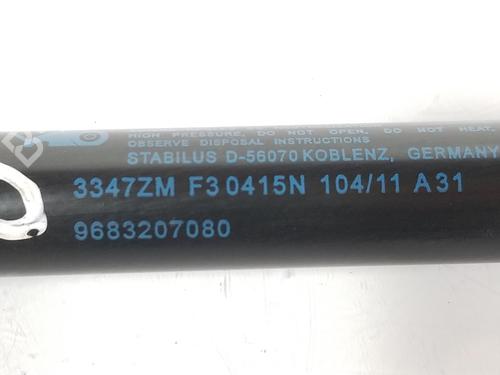 HIGH PRESSURE, DO NOT OPEN, DO NOT HEAT,
OBSERVE DISPOSAL INSTRUCTIONS
STABILUS D-56070 KOBLENZ, GERMANY
3347ZM F3 0415N 104/11 A31
9683207080